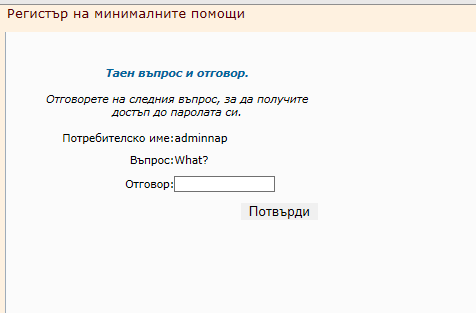 Регистър на минималните помощи
Таен въпрос и отговор.
Отговорете на следния въпрос, за да получите
достъп до паролата си.
Потребителско име:adminnap
Въпрос:What?
Отговор:
Потвърди